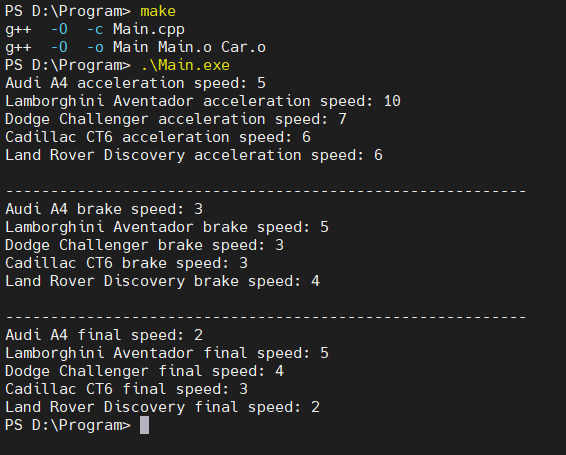 PS D:\Program> make
g++  -O  -c Main.cpp
g++  -O  -o Main Main.o Car.o
PS D:\Program> .\Main.exe
Audi A4 acceleration speed: 5
Lamborghini Aventador acceleration speed: 10
Dodge Challenger acceleration speed: 7
Cadillac CT6 acceleration speed: 6
Land Rover Discovery acceleration speed: 6
----------------------------------------------------------
Audi A4 brake speed: 3
Lamborghini Aventador brake speed: 5
Dodge Challenger brake speed: 3
Cadillac CT6 brake speed: 3
Land Rover Discovery brake speed: 4
----------------------------------------------------------
Audi A4 final speed: 2
Lamborghini Aventador final speed: 5
Dodge Challenger final speed: 4
Cadillac CT6 final speed: 3
Land Rover Discovery final speed: 2
PS D:\Program>